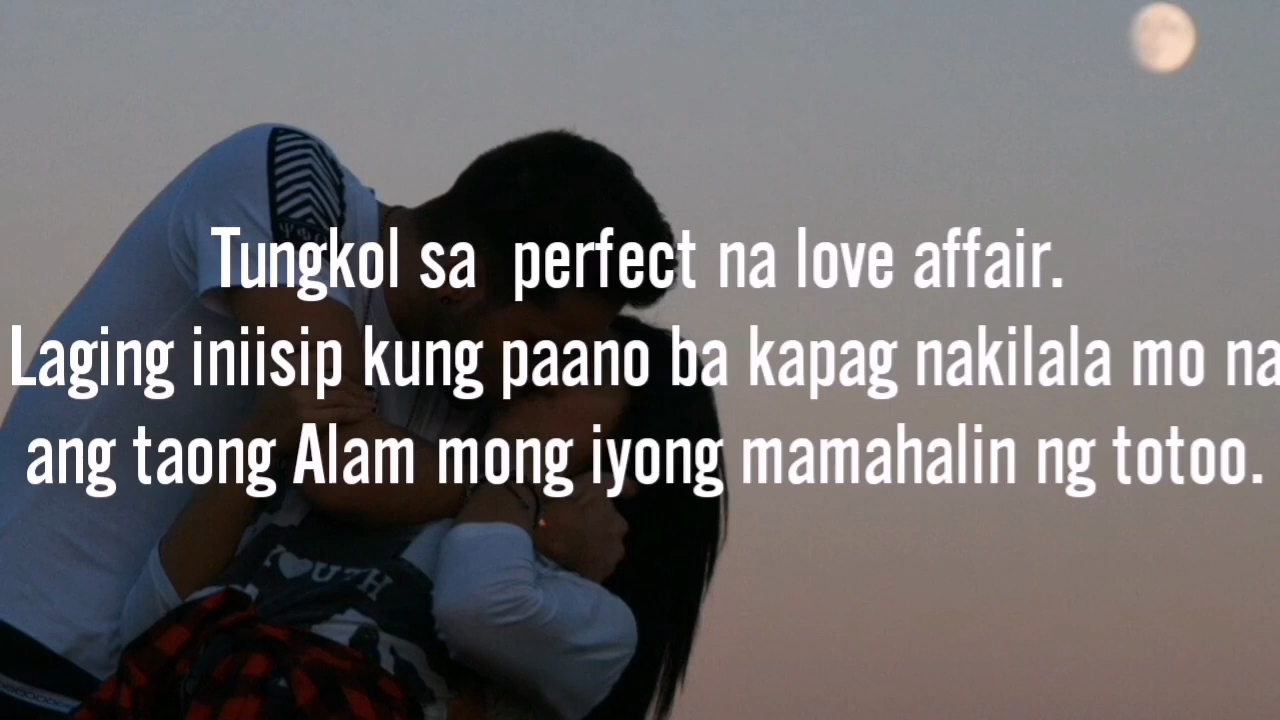 Tungkol sa perfect na love affair.
Laging iniisip kung paano ba kapag nakilala mo na
ang taong Alam mong iyong mamahalin ng totoo.
YOUTH